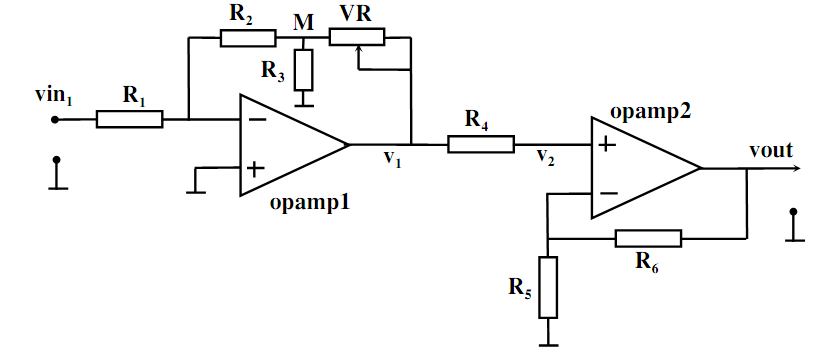 R₂ M VR
R₃
vin₁ R₁
opamp1
v₁
R₄
v₂
opamp2
vout
R₆
R₅